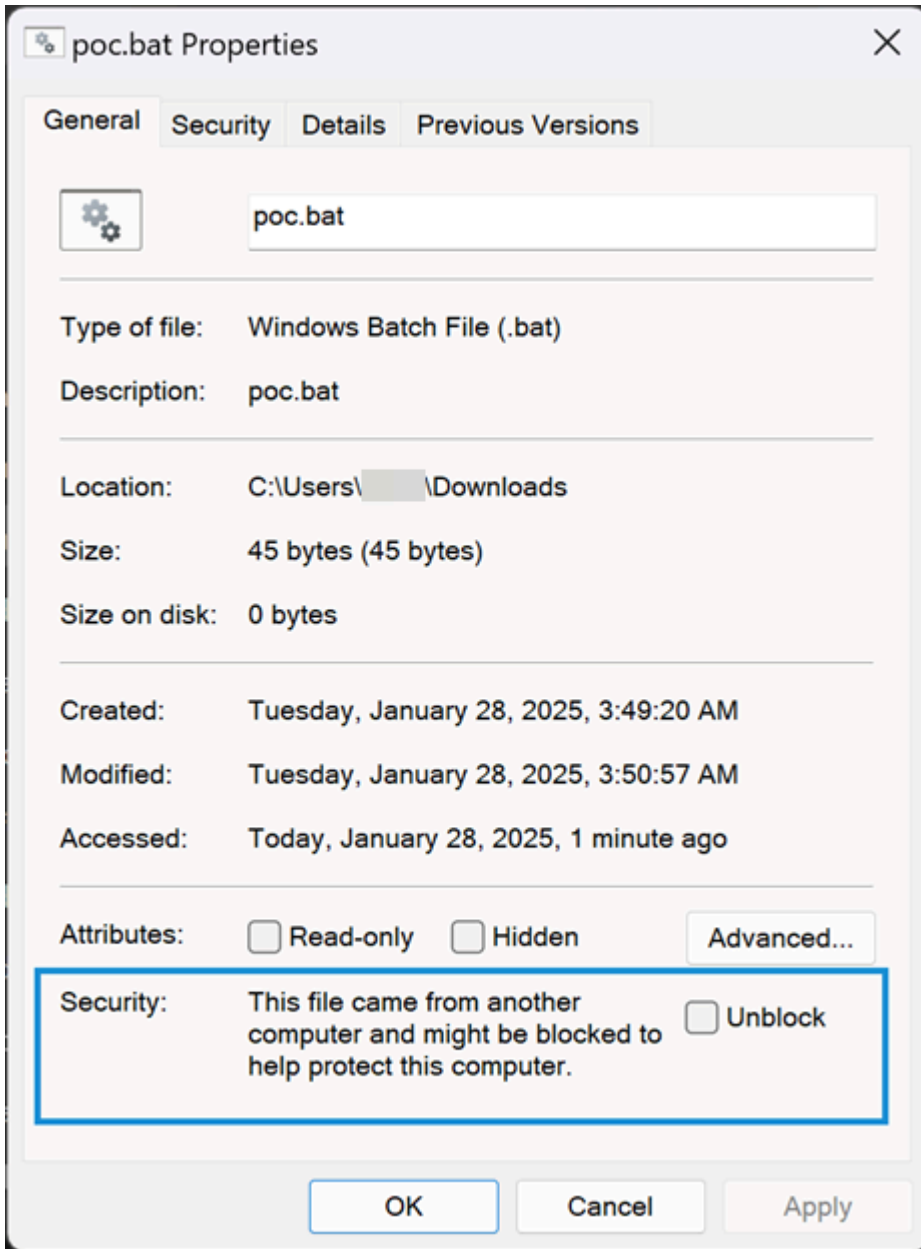 poc.bat Properties
General Security Details Previous Versions
poc.bat
Type of file: Windows Batch File (.bat)
Description: poc.bat
Location: C:\Users\ \Downloads
Size: 45 bytes (45 bytes)
Size on disk: 0 bytes
Created: Tuesday, January 28, 2025, 3:49:20 AM
Modified: Tuesday, January 28, 2025, 3:50:57 AM
Accessed: Today, January 28, 2025, 1 minute ago
Attributes: Read-only Hidden Advanced...
Security: This file came from another
computer and might be blocked to
help protect this computer.
Unblock
OK Cancel Apply